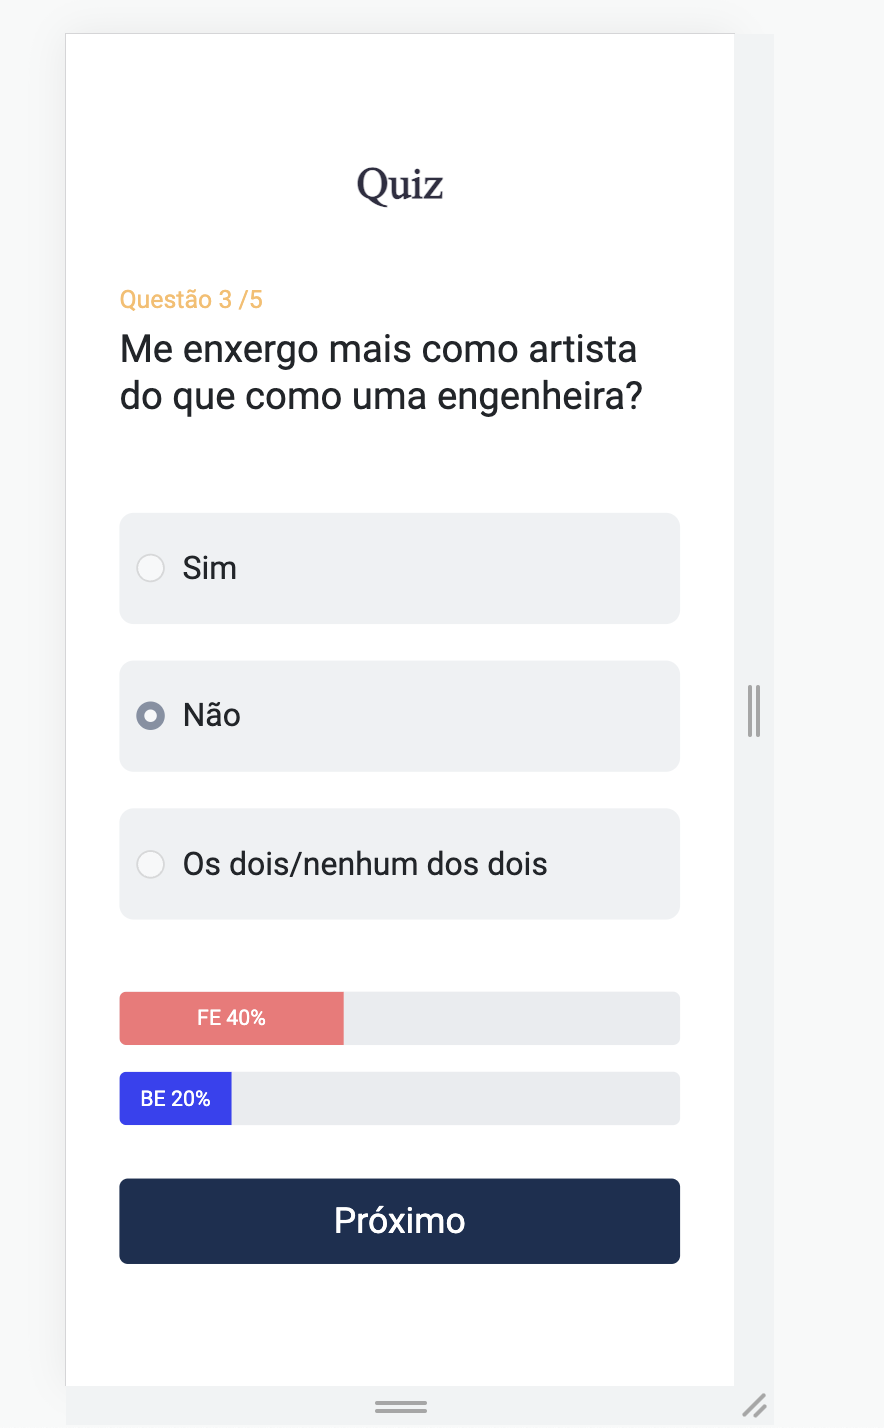 Quiz
Questão 3 /5
Me enxergo mais como artista
do que como uma engenheira?
Sim
Não
Os dois/nenhum dos dois
FE 40%
BE 20%
Próximo